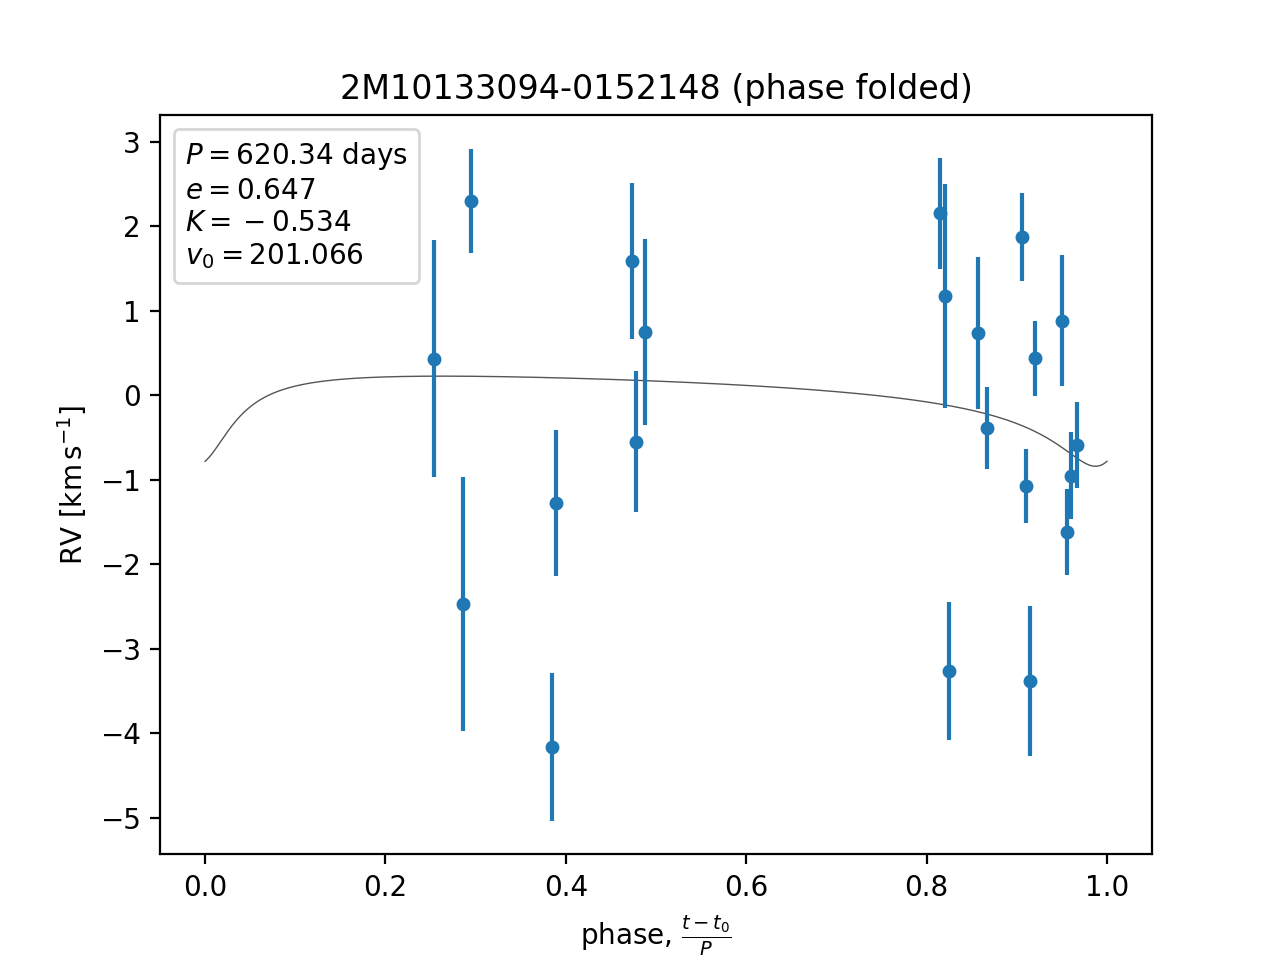 2M10133094-0152148 (phase folded)
P = 620.34 days
e = 0.647
K = −0.534
v₀ = 201.066
3
2
1
0
−1
−2
−3
−4
−5
RV [km s⁻¹]
0.0 0.2 0.4 0.6 0.8 1.0
phase, (t − t₀)/P